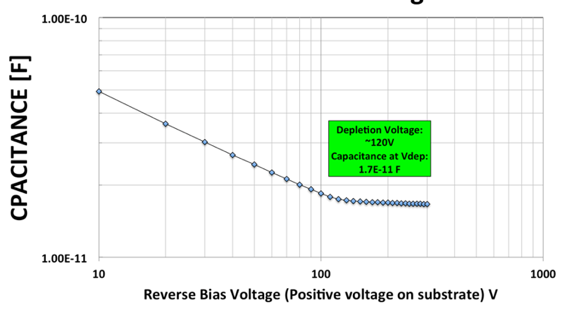 1.00E-10
CPACITANCE [F]
Depletion Voltage:
~120V
Capacitance at Vdep:
1.7E-11 F
1.00E-11
10
100
1000
Reverse Bias Voltage (Positive voltage on substrate) V